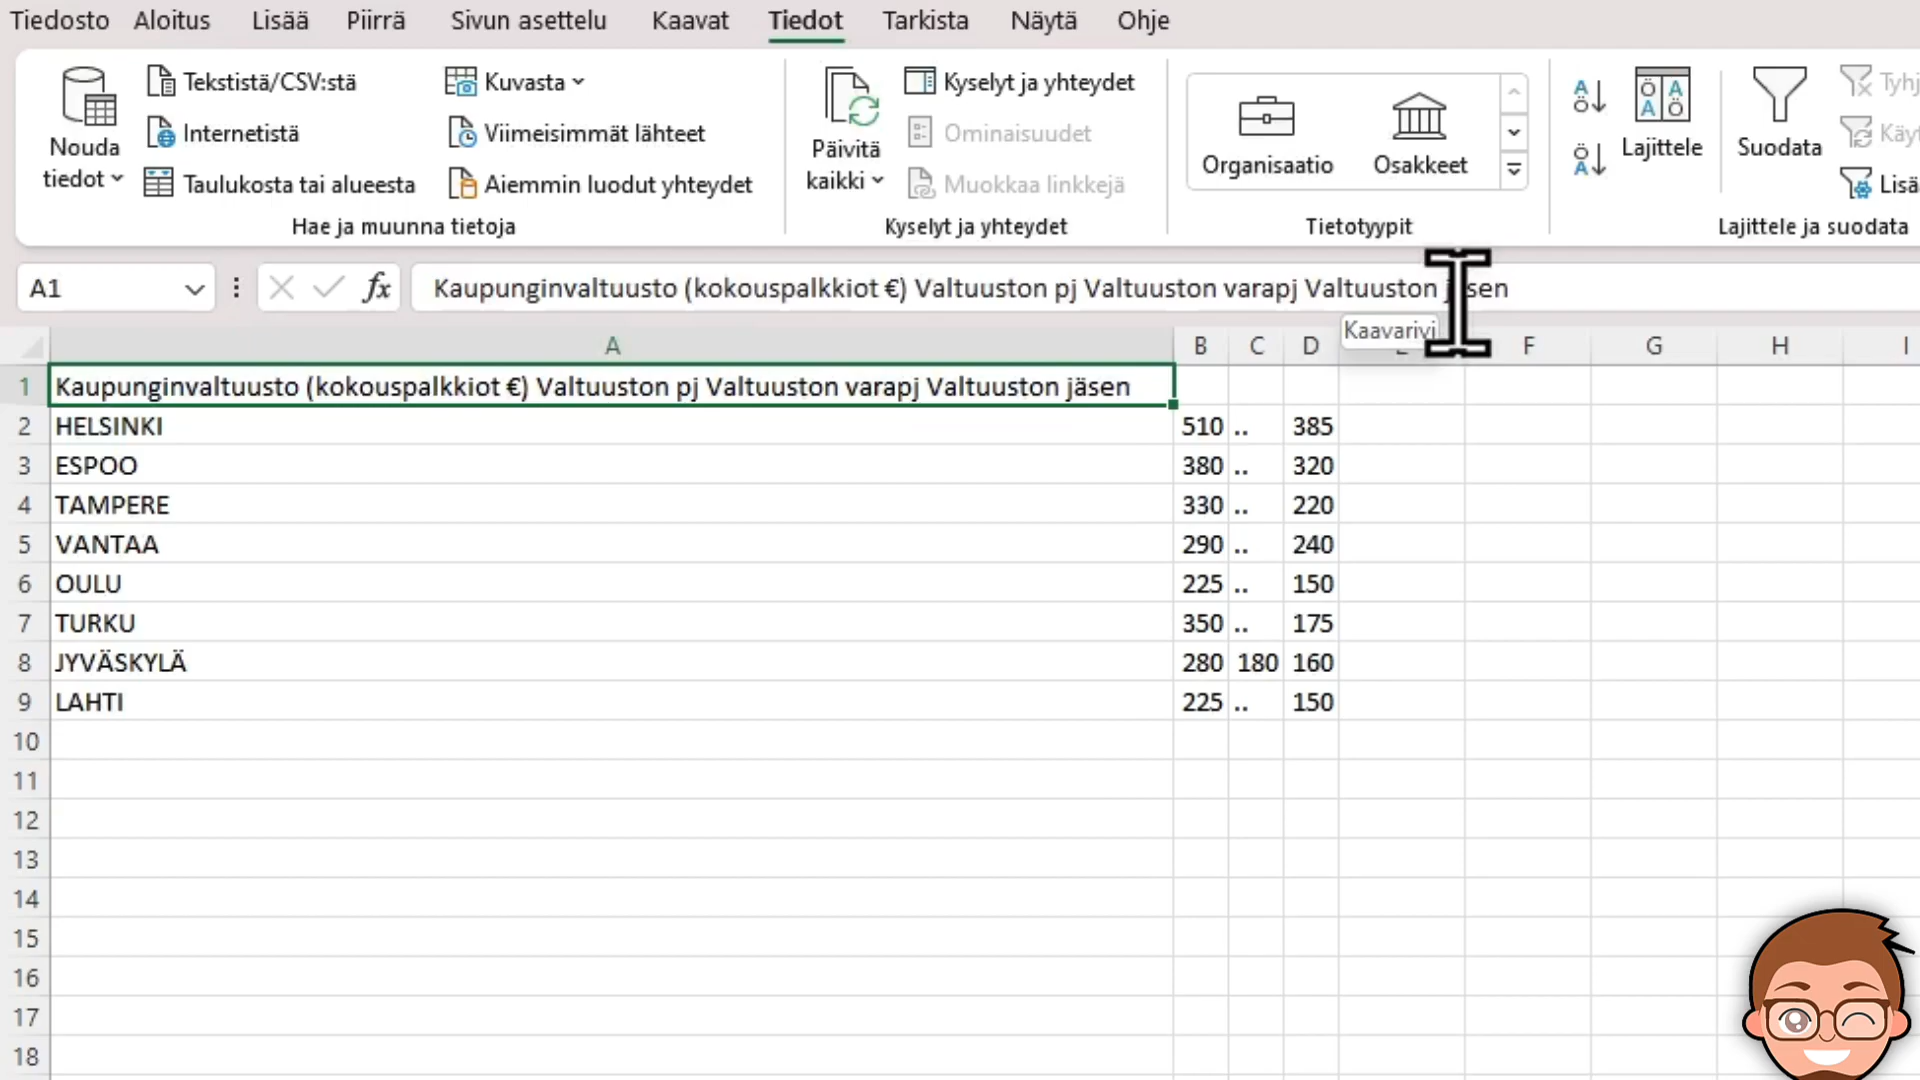 Tiedosto Aloitus Lisää Piirrä Sivun asettelu Kaavat Tiedot Tarkista Näytä Ohje
Nouda tiedot
Tekstistä/CSV:stä
Internetistä
Taulukosta tai alueesta
Kuvasta
Viimeisimmät lähteet
Aiemmin luodut yhteydet
Hae ja muunna tietoja
Päivitä kaikki
Kyselyt ja yhteydet
Ominaisuudet
Muokkaa linkkejä
Kyselyt ja yhteydet
Organisaatio
Osakkeet
Tietotyypit
A
Ö
Ö
A
Ö A
A Ö
Lajittele
Suodata
Lajittele ja suodata
A1 fx Kaupunginvaltuusto (kokouspalkkiot €) Valtuuston pj Valtuuston varapj Valtuuston
Kaavarivi
A B C D F G H I
1 Kaupunginvaltuusto (kokouspalkkiot €) Valtuuston pj Valtuuston varapj Valtuuston jäsen
2 HELSINKI 510 .. 385
3 ESPOO 380 .. 320
4 TAMPERE 330 .. 220
5 VANTAA 290 .. 240
6 OULU 225 .. 150
7 TURKU 350 .. 175
8 JYVÄSKYLÄ 280 180 160
9 LAHTI 225 .. 150
10
11
12
13
14
15
16
17
18